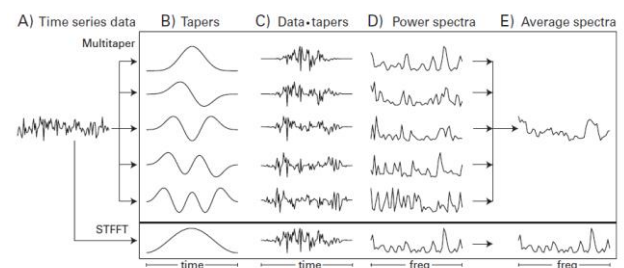 A) Time series data B) Tapers C) Data•tapers D) Power spectra E) Average spectra
Multitaper
STFFT
time time freq freq